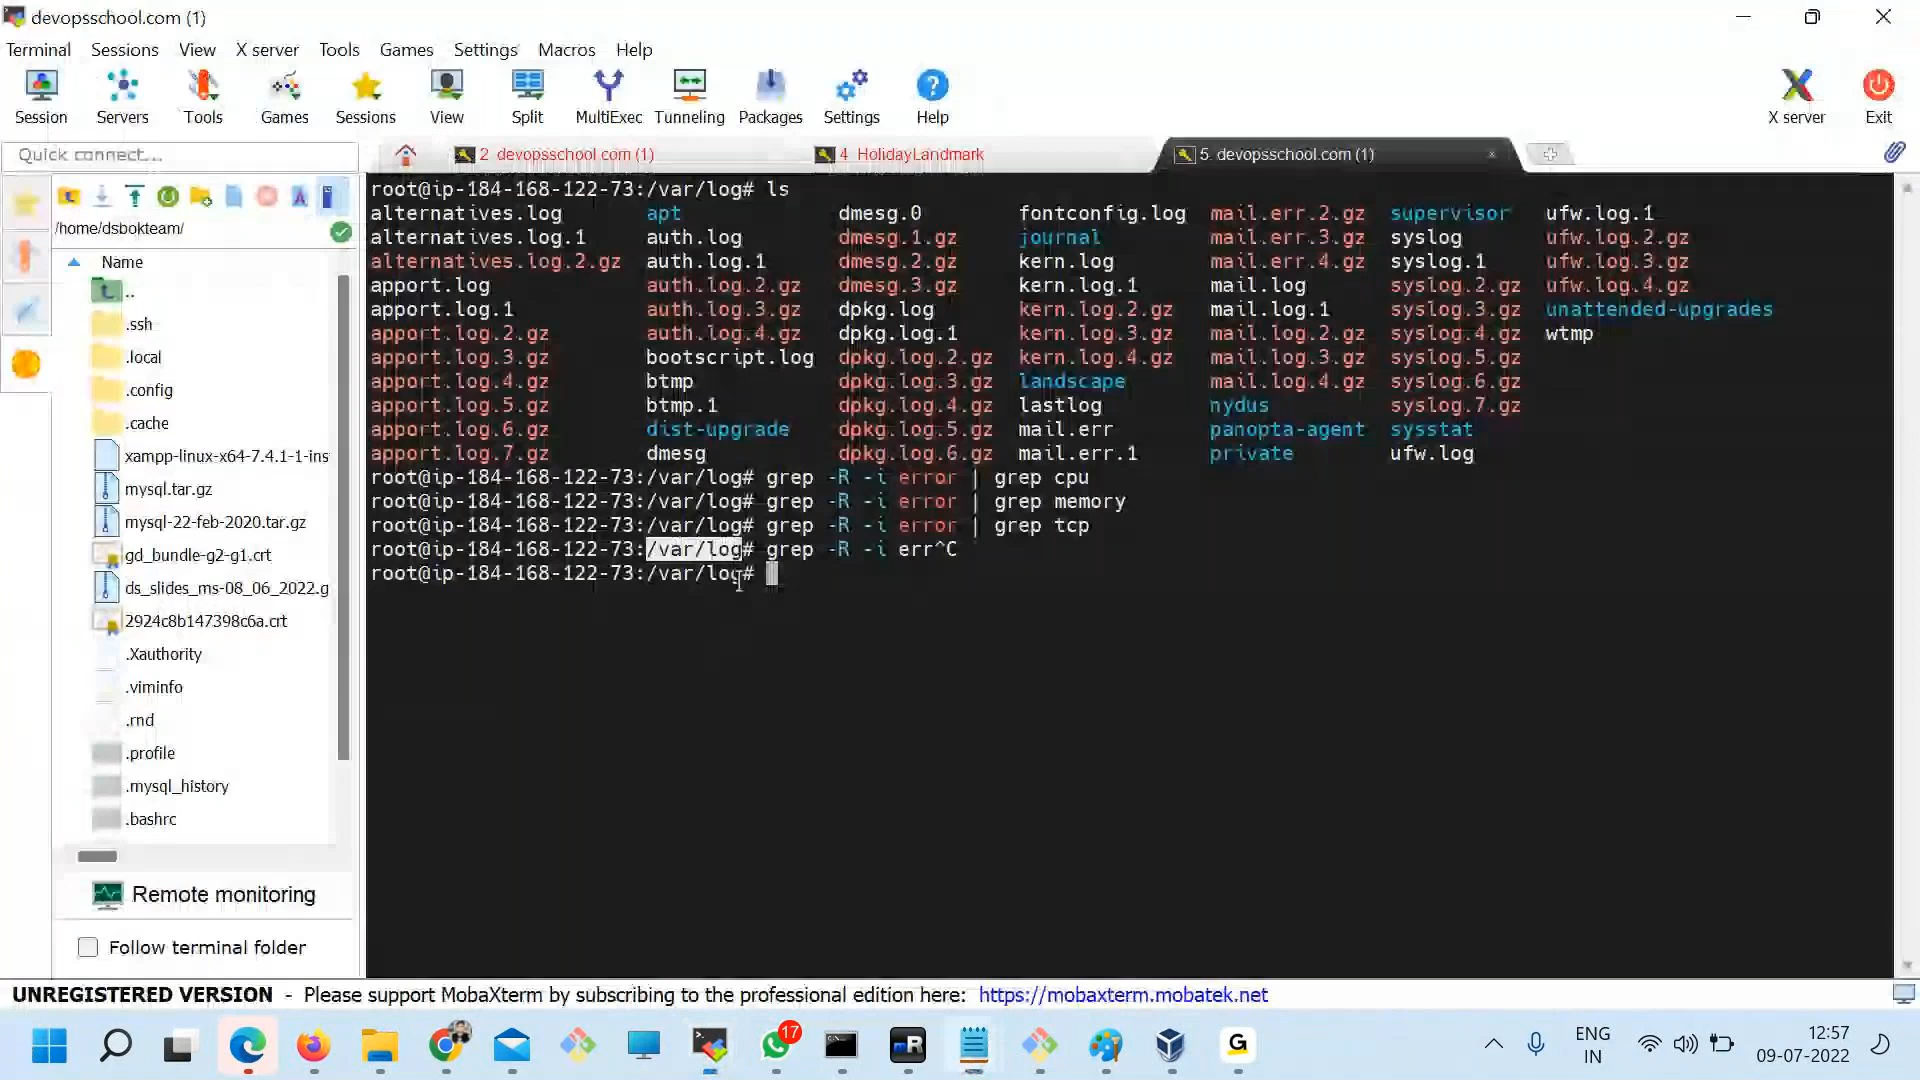 devopsschool.com (1)
Terminal Sessions View X server Tools Games Settings Macros Help
Session Servers Tools Games Sessions View Split MultiExec Tunneling Packages Settings Help X server Exit
Quick connect...
2. devopsschool.com (1) 4. HolidayLandmark 5. devopsschool.com (1)
/home/dsbokteam/
Name
..
.ssh
.local
.config
.cache
xampp-linux-x64-7.4.1-1-ins
mysql.tar.gz
mysql-22-feb-2020.tar.gz
gd_bundle-g2-g1.crt
ds_slides_ms-08_06_2022.g
2924c8b147398c6a.crt
.Xauthority
.viminfo
.rnd
.profile
.mysql_history
.bashrc
Remote monitoring
Follow terminal folder
root@ip-184-168-122-73:/var/log# ls
alternatives.log apt dmesg.0 fontconfig.log mail.err.2.gz supervisor ufw.log.1
alternatives.log.1 auth.log dmesg.1.gz journal mail.err.3.gz syslog ufw.log.2.gz
alternatives.log.2.gz auth.log.1 dmesg.2.gz kern.log mail.err.4.gz syslog.1 ufw.log.3.gz
apport.log auth.log.2.gz dmesg.3.gz kern.log.1 mail.log syslog.2.gz ufw.log.4.gz
apport.log.1 auth.log.3.gz dpkg.log kern.log.2.gz mail.log.1 syslog.3.gz unattended-upgrades
apport.log.2.gz auth.log.4.gz dpkg.log.1 kern.log.3.gz mail.log.2.gz syslog.4.gz wtmp
apport.log.3.gz bootscript.log dpkg.log.2.gz kern.log.4.gz mail.log.3.gz syslog.5.gz
apport.log.4.gz btmp dpkg.log.3.gz landscape mail.log.4.gz syslog.6.gz
apport.log.5.gz btmp.1 dpkg.log.4.gz lastlog nydus syslog.7.gz
apport.log.6.gz dist-upgrade dpkg.log.5.gz mail.err panopta-agent sysstat
apport.log.7.gz dmesg dpkg.log.6.gz mail.err.1 private ufw.log
root@ip-184-168-122-73:/var/log# grep -R -i error | grep cpu
root@ip-184-168-122-73:/var/log# grep -R -i error | grep memory
root@ip-184-168-122-73:/var/log# grep -R -i error | grep tcp
root@ip-184-168-122-73:/var/log# grep -R -i err^C
root@ip-184-168-122-73:/var/log#
UNREGISTERED VERSION - Please support MobaXterm by subscribing to the professional edition here: https://mobaxterm.mobatek.net
17
ENG
IN
12:57
09-07-2022